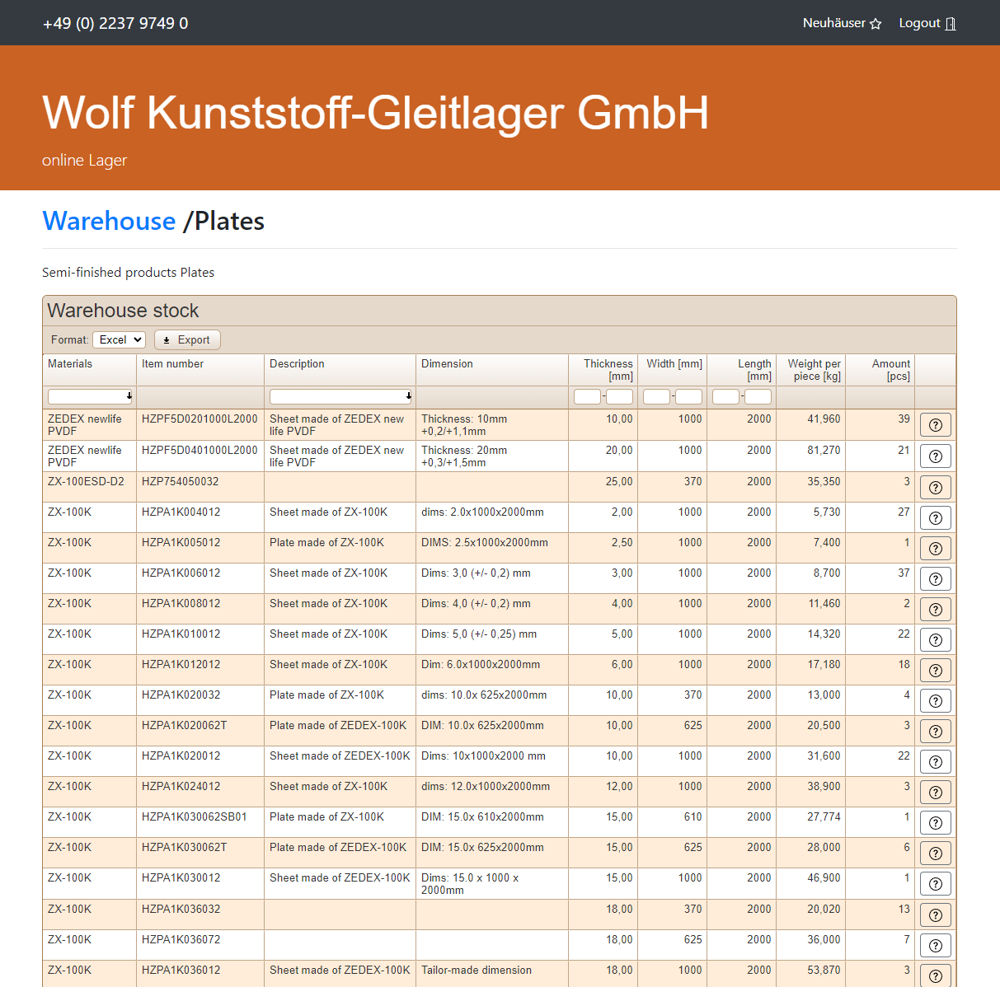 +49 (0) 2237 9749 0
Neuhäuser Logout
Wolf Kunststoff-Gleitlager GmbH
online Lager
Warehouse /Plates
Semi-finished products Plates
Warehouse stock
Format: Excel Export
Materials Item number Description Dimension Thickness [mm] Width [mm] Length [mm] Weight per piece [kg] Amount [pcs]
- - -
ZEDEX newlife PVDF HZPF5D0201000L2000 Sheet made of ZEDEX new life PVDF Thickness: 10mm +0,2/+1,1mm 10,00 1000 2000 41,960 39
ZEDEX newlife PVDF HZPF5D0401000L2000 Sheet made of ZEDEX new life PVDF Thickness: 20mm +0,3/+1,5mm 20,00 1000 2000 81,270 21
ZX-100ESD-D2 HZP754050032 25,00 370 2000 35,350 3
ZX-100K HZPA1K004012 Sheet made of ZX-100K dims: 2.0x1000x2000mm 2,00 1000 2000 5,730 27
ZX-100K HZPA1K005012 Plate made of ZX-100K DIMS: 2.5x1000x2000mm 2,50 1000 2000 7,400 1
ZX-100K HZPA1K006012 Sheet made of ZX-100K Dims: 3,0 (+/- 0,2) mm 3,00 1000 2000 8,700 37
ZX-100K HZPA1K008012 Sheet made of ZX-100K Dims: 4,0 (+/- 0,2) mm 4,00 1000 2000 11,460 2
ZX-100K HZPA1K010012 Sheet made of ZX-100K Dims: 5,0 (+/- 0,25) mm 5,00 1000 2000 14,320 22
ZX-100K HZPA1K012012 Sheet made of ZX-100K Dim: 6.0x1000x2000mm 6,00 1000 2000 17,180 18
ZX-100K HZPA1K020032 Plate made of ZX-100K dims: 10.0x 625x2000mm 10,00 370 2000 13,000 4
ZX-100K HZPA1K020062T Plate made of ZEDEX-100K DIM: 10.0x 625x2000mm 10,00 625 2000 20,500 3
ZX-100K HZPA1K020012 Sheet made of ZEDEX-100K Dims: 10x1000x2000 mm 10,00 1000 2000 31,600 22
ZX-100K HZPA1K024012 Sheet made of ZX-100K dims: 12.0x1000x2000mm 12,00 1000 2000 38,900 3
ZX-100K HZPA1K030062SB01 Plate made of ZX-100K DIM: 15.0x 610x2000mm 15,00 610 2000 27,774 1
ZX-100K HZPA1K030062T Plate made of ZEDEX-100K DIM: 15.0x 625x2000mm 15,00 625 2000 28,000 6
ZX-100K HZPA1K030012 Sheet made of ZEDEX-100K Dims: 15.0 x 1000 x 2000mm 15,00 1000 2000 46,900 1
ZX-100K HZPA1K036032 18,00 370 2000 20,020 13
ZX-100K HZPA1K036072 18,00 625 2000 36,000 7
ZX-100K HZPA1K036012 Sheet made of ZEDEX-100K Tailor-made dimension 18,00 1000 2000 53,870 3